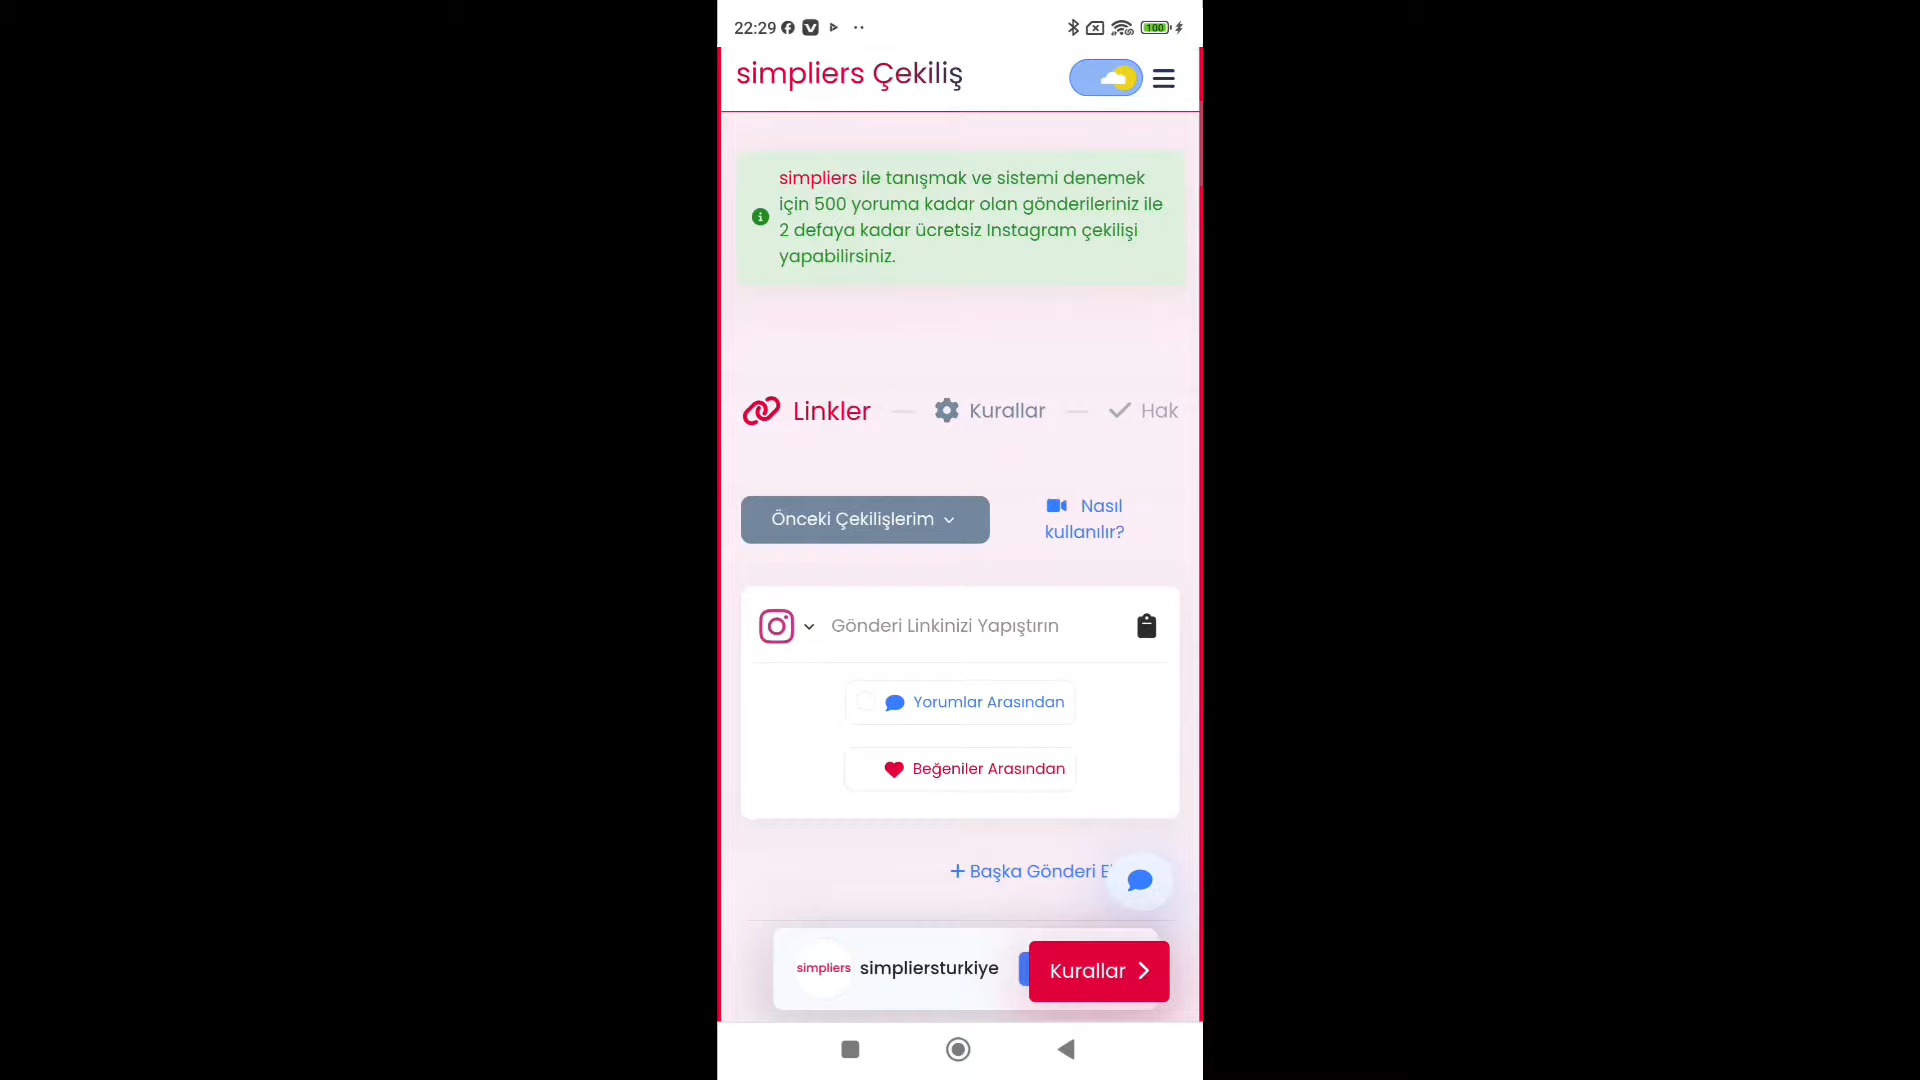 22:29
100
simpliers Çekiliş
simpliers ile tanışmak ve sistemi denemek
için 500 yoruma kadar olan gönderileriniz ile
2 defaya kadar ücretsiz Instagram çekilişi
yapabilirsiniz.
Linkler
Kurallar
Hak
Önceki Çekilişlerim
Nasıl
kullanılır?
Gönderi Linkinizi Yapıştırın
Yorumlar Arasından
Beğeniler Arasından
+ Başka Gönderi
simpliers
simpliersturkiye
Kurallar